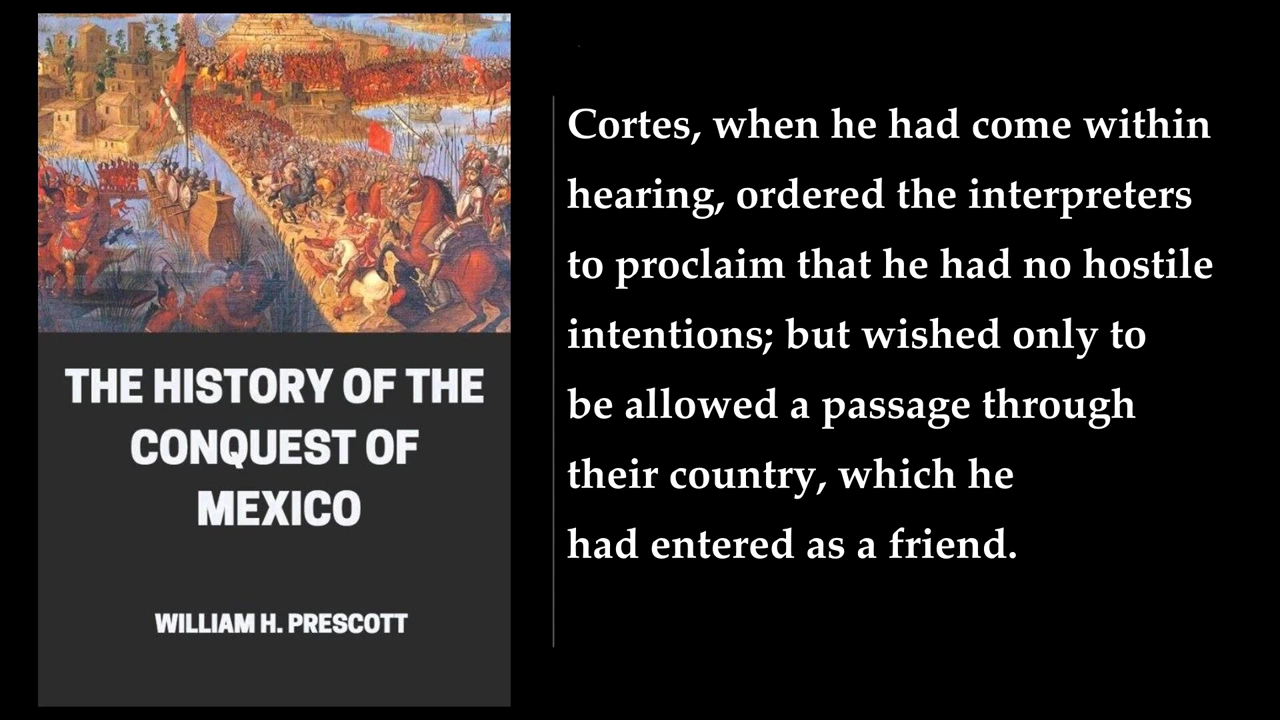 THE HISTORY OF THE
CONQUEST OF
MEXICO
WILLIAM H. PRESCOTT
Cortes, when he had come within
hearing, ordered the interpreters
to proclaim that he had no hostile
intentions; but wished only to
be allowed a passage through
their country, which he
had entered as a friend.